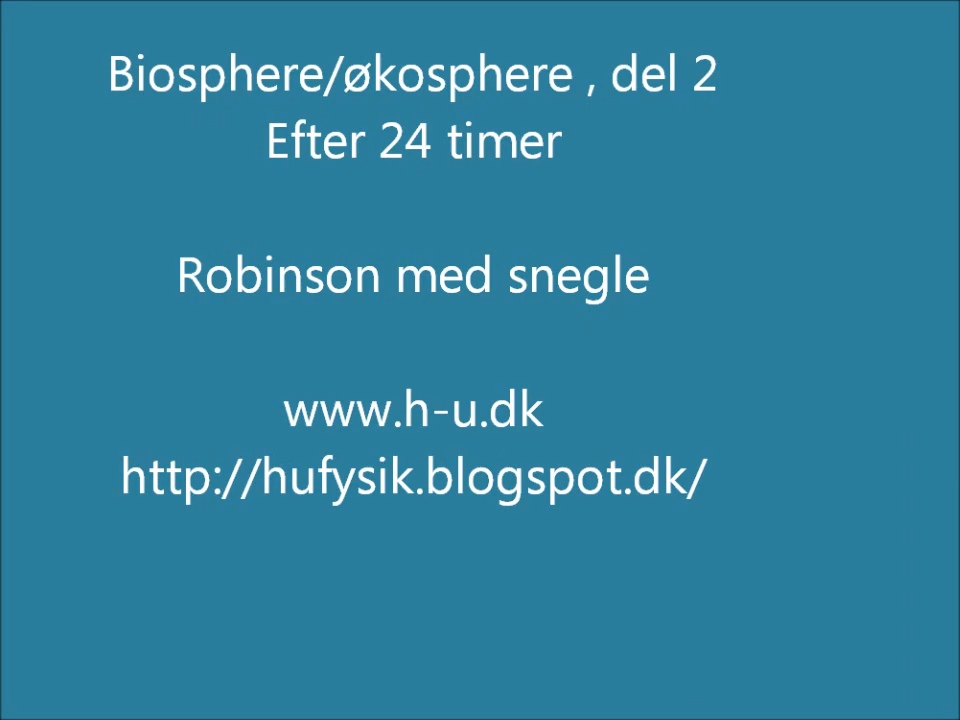 Biosphere/økosphere , del 2
Efter 24 timer
Robinson med snegle
www.h-u.dk
http://hufysik.blogspot.dk/